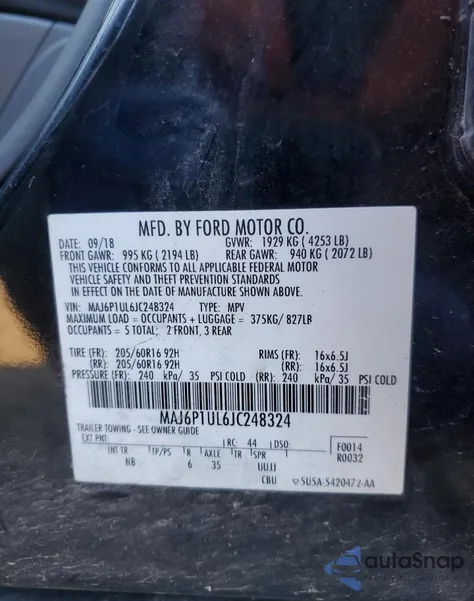 MFD. BY FORD MOTOR CO.
DATE: 09/18 GVWR: 1929 KG ( 4253 LB)
FRONT GAWR: 995 KG ( 2194 LB) REAR GAWR: 940 KG ( 2072 LB)
THIS VEHICLE CONFORMS TO ALL APPLICABLE FEDERAL MOTOR
VEHICLE SAFETY AND THEFT PREVENTION STANDARDS
IN EFFECT ON THE DATE OF MANUFACTURE SHOWN ABOVE.
VIN: MAJ6P1UL6JC248324 TYPE: MPV
MAXIMUM LOAD = OCCUPANTS + LUGGAGE = 375KG/ 827LB
OCCUPANTS = 5 TOTAL: 2 FRONT, 3 REAR
TIRE (FR): 205/60R16 92H RIMS (FR): 16x6.5J
TIRE (RR): 205/60R16 92H RIMS (RR): 16x6.5J
PRESSURE (FR): 240 kPa/ 35 PSI COLD (RR): 240 kPa/ 35 PSI COLD
MAJ6P1UL6JC248324
TRAILER TOWING - SEE OWNER GUIDE
EXT PNT: RC: 44 DSO: F0014
R0032
INT TR TP/PS R AXLE TR SPR
NB 6 35 UUJJ
CBU 5USA-5420472-AA
autoSnap